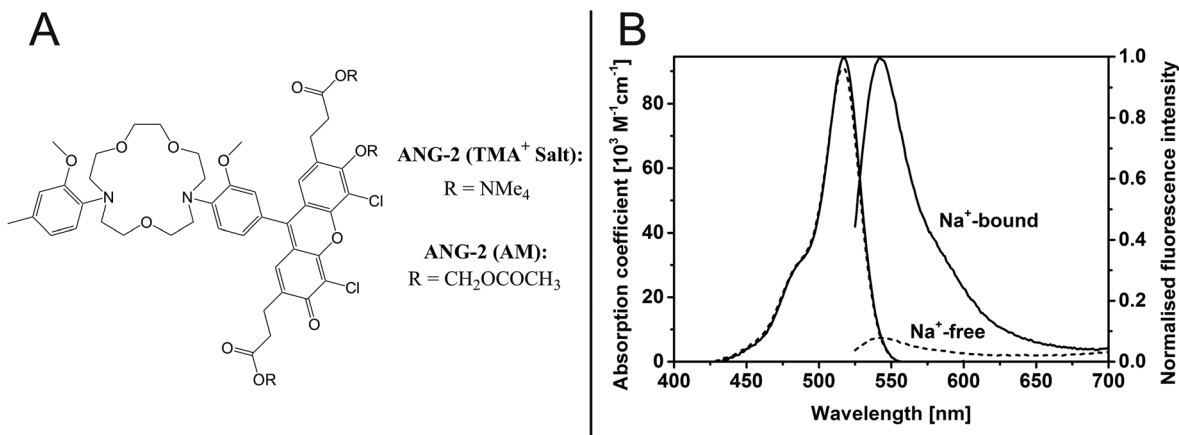 A
OR
O
OR
O
O
O
O
N
N
O
Cl
O
Cl
O
O
OR
ANG-2 (TMA+ Salt):
R = NMe4
ANG-2 (AM):
R = CH2OCOCH3
B
Absorption coefficient [10³ M⁻¹cm⁻¹]
80
60
40
20
0
400 450 500 550 600 650 700
Wavelength [nm]
1.0
0.8
0.6
0.4
0.2
0.0
Normalised fluorescence intensity
Na+-bound
Na+-free